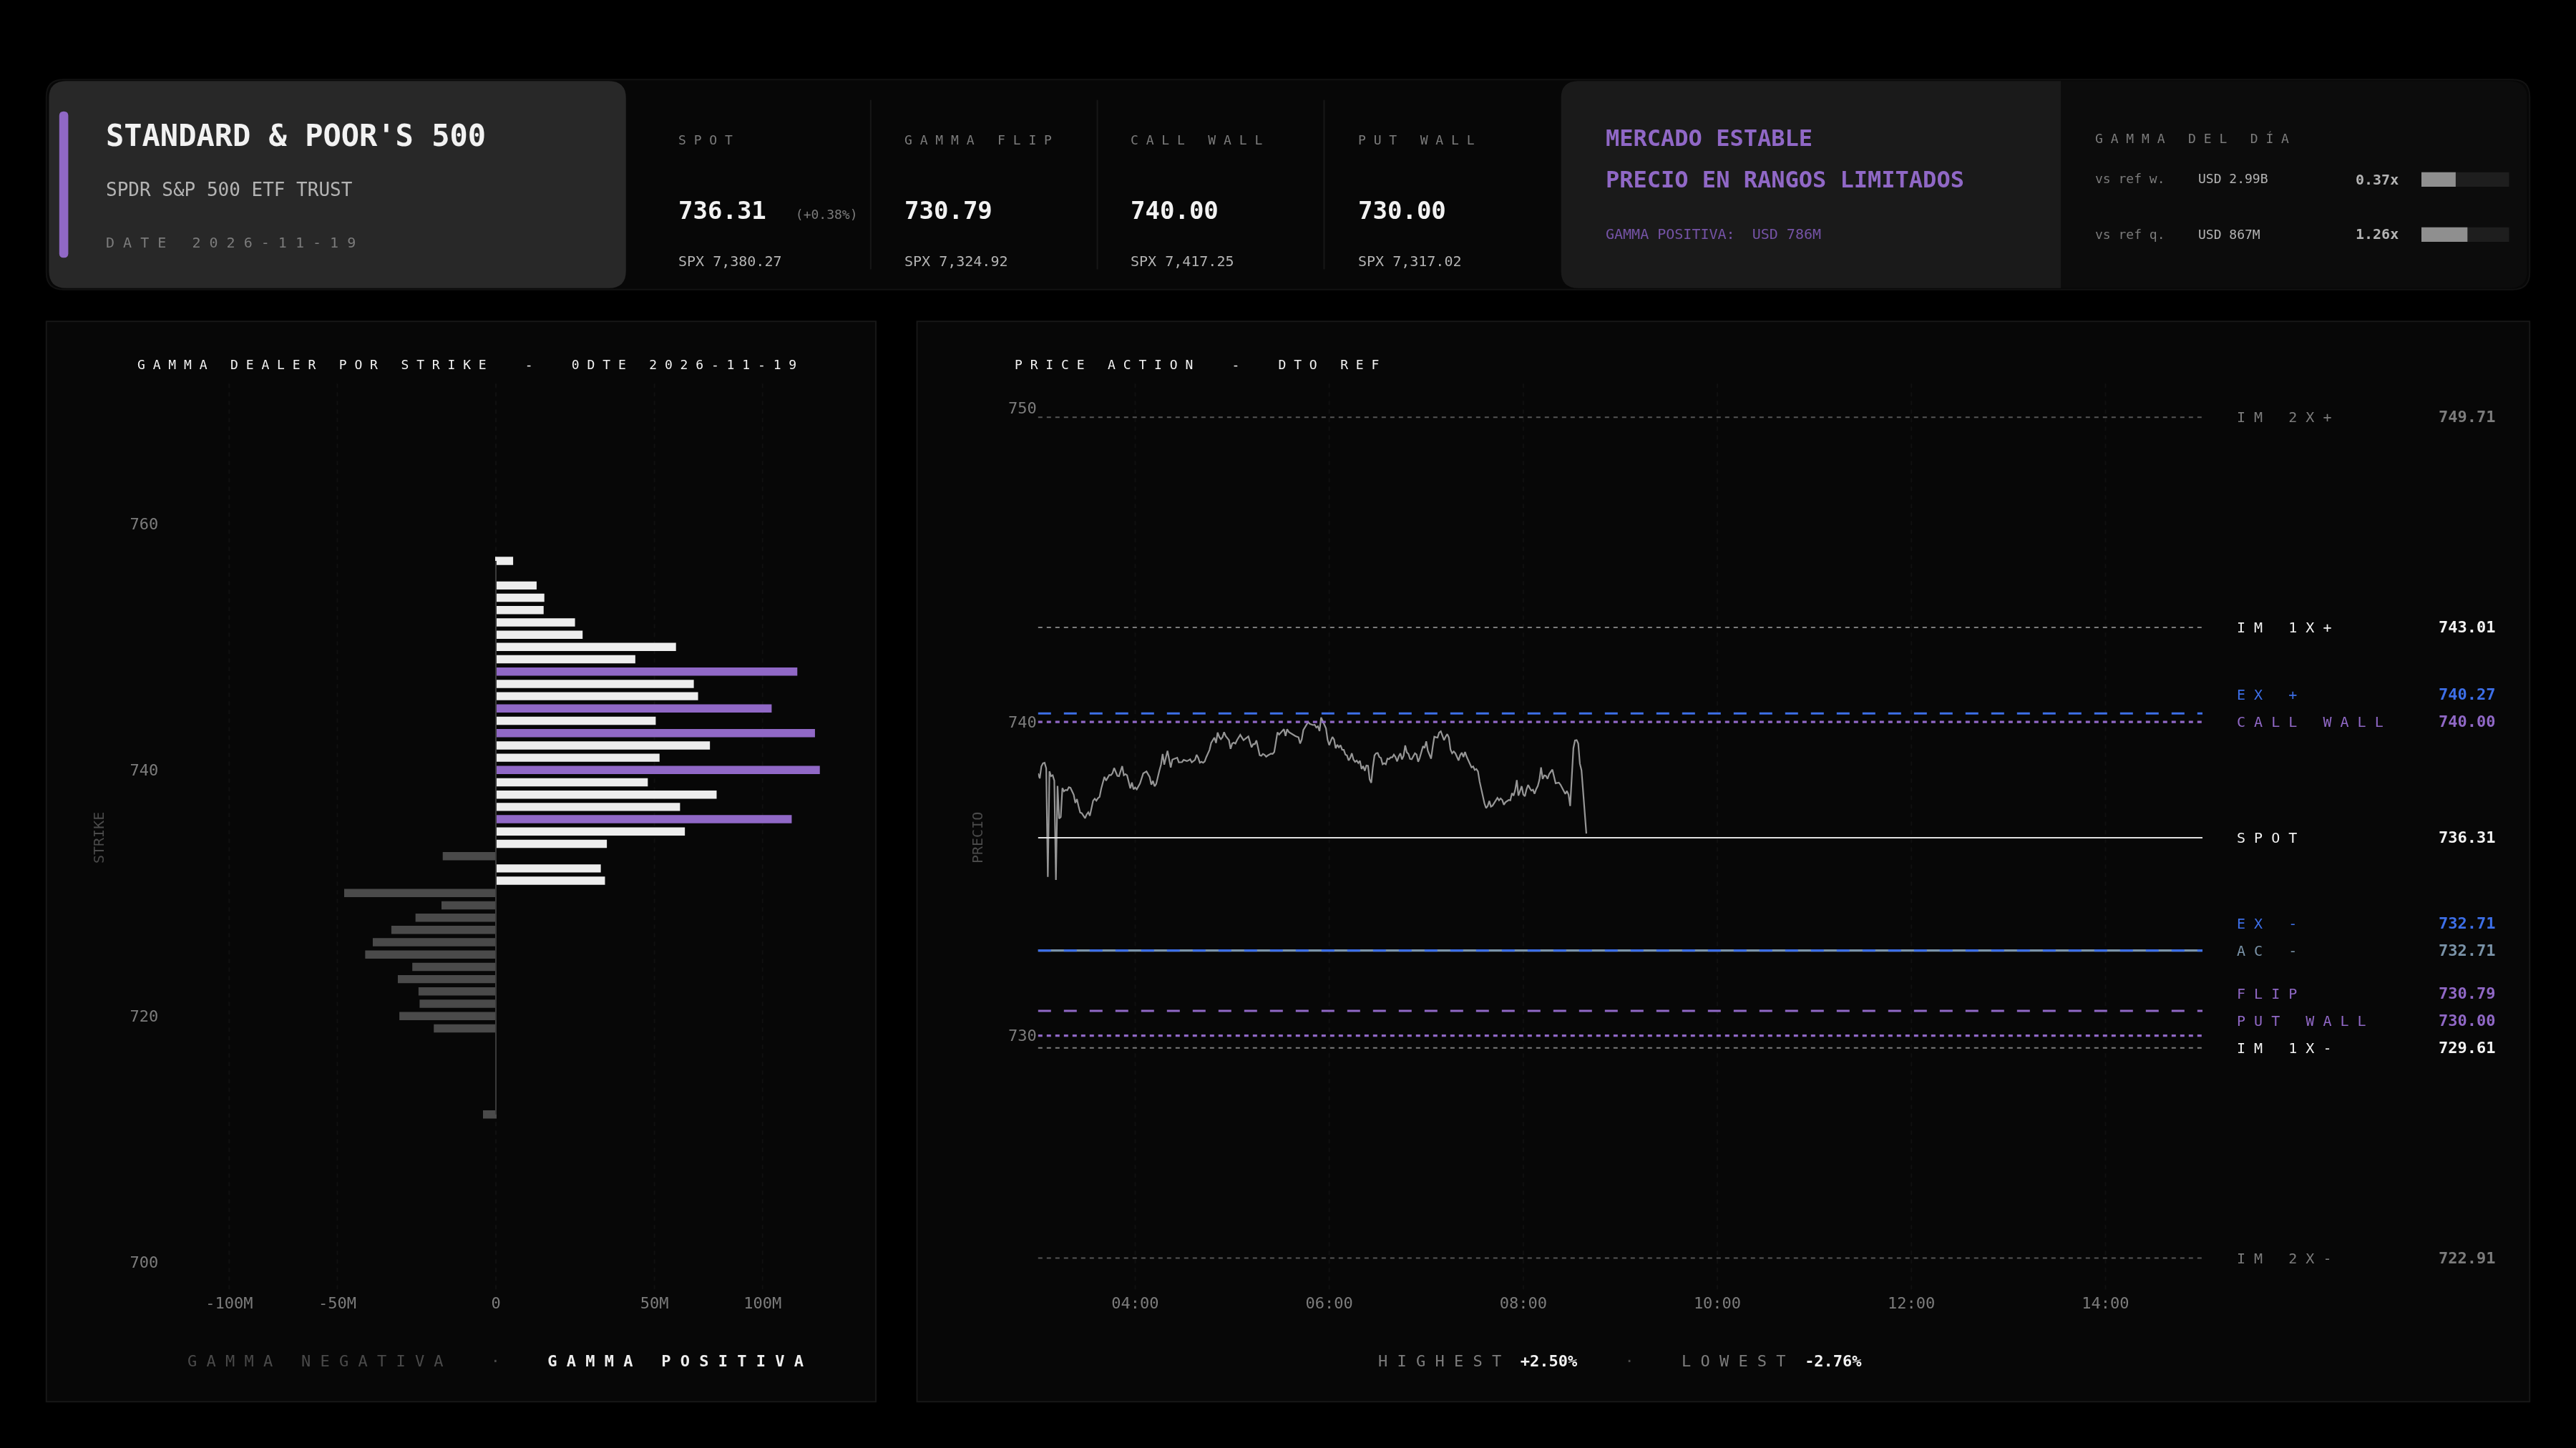 STANDARD & POOR'S 500
SPDR S&P 500 ETF TRUST
DATE 2026-11-19
SPOT
736.31 (+0.38%)
SPX 7,380.27
GAMMA FLIP
730.79
SPX 7,324.92
CALL WALL
740.00
SPX 7,417.25
PUT WALL
730.00
SPX 7,317.02
MERCADO ESTABLE
PRECIO EN RANGOS LIMITADOS
GAMMA POSITIVA: USD 786M
GAMMA DEL DÍA
vs ref w. USD 2.99B 0.37x
vs ref q. USD 867M 1.26x
GAMMA DEALER POR STRIKE - 0DTE 2026-11-19
760
740
720
700
STRIKE
-100M -50M 0 50M 100M
GAMMA NEGATIVA · GAMMA POSITIVA
PRICE ACTION - DTO REF
750
740
730
PRECIO
IM 2X+ 749.71
IM 1X+ 743.01
EX + 740.27
CALL WALL 740.00
SPOT 736.31
EX - 732.71
AC - 732.71
FLIP 730.79
PUT WALL 730.00
IM 1X- 729.61
IM 2X- 722.91
04:00 06:00 08:00 10:00 12:00 14:00
HIGHEST +2.50% · LOWEST -2.76%